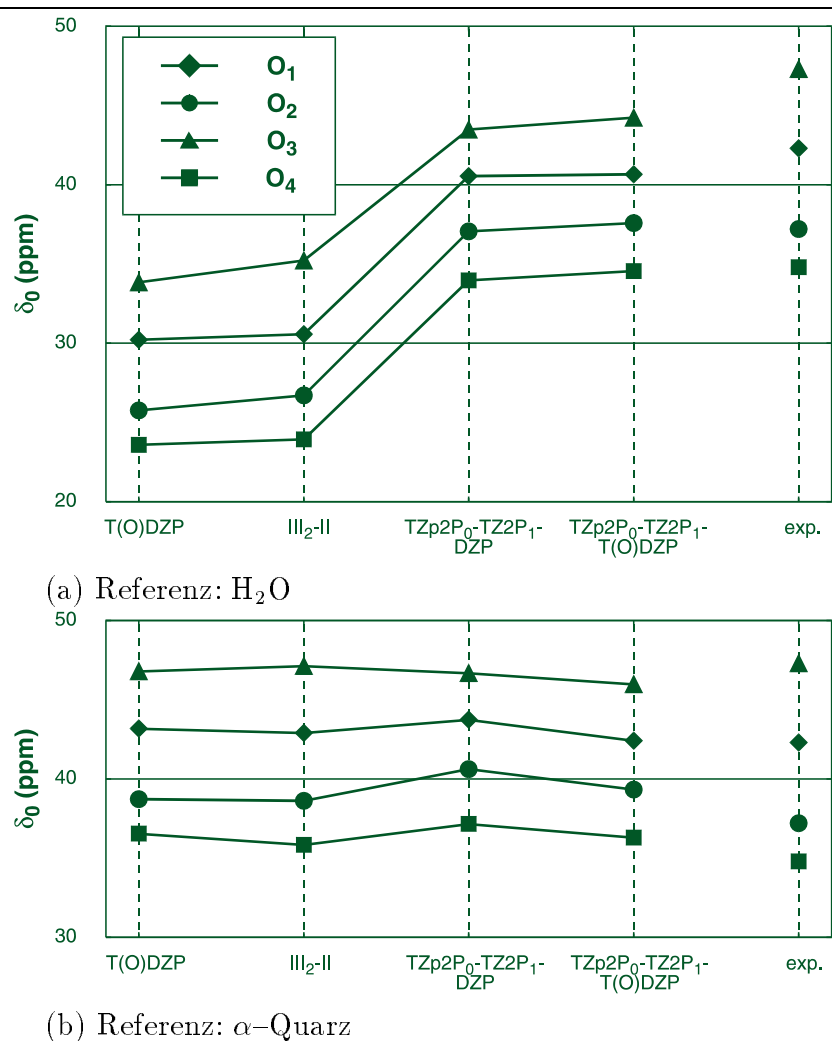 50
40
30
20
δ₀ (ppm)
O₁
O₂
O₃
O₄
T(O)DZP
III₂-II
TZp2P₀-TZ2P₁-
DZP
TZp2P₀-TZ2P₁-
T(O)DZP
exp.
(a) Referenz: H₂O
50
40
30
δ₀ (ppm)
T(O)DZP
III₂-II
TZp2P₀-TZ2P₁-
DZP
TZp2P₀-TZ2P₁-
T(O)DZP
exp.
(b) Referenz: α–Quarz